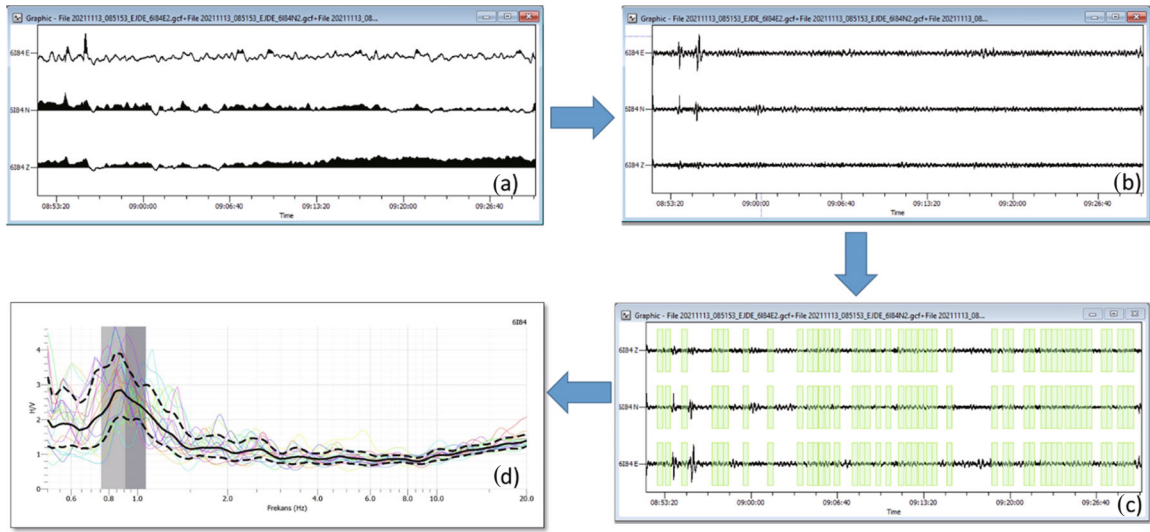 Graphic - File 20211113_085153_EJDE_6I84E2.gcf+File 20211113_085153_EJDE_6I84N2.gcf+File 20211113_08...
6I84 E
6I84 N
6I84 Z
(a)
08:53:20 09:00:00 09:06:40 09:13:20 09:20:00 09:26:40
Time
Graphic - File 20211113_085153_EJDE_6I84E2.gcf+File 20211113_085153_EJDE_6I84N2.gcf+File 20211113_08...
6I84 E
6I84 N
6I84 Z
(b)
08:53:20 09:00:00 09:06:40 09:13:20 09:20:00 09:26:40
Time
Graphic - File 20211113_085153_EJDE_6I84E2.gcf+File 20211113_085153_EJDE_6I84N2.gcf+File 20211113_08...
6I84 Z
6I84 N
6I84 E
(c)
08:53:20 09:00:00 09:06:40 09:13:20 09:20:00 09:26:40
Time
6I84
4
3
2
1
0
H/V
(d)
0.6 0.8 1.0 2.0 4.0 6.0 8.0 10.0 20.0
Frekans (Hz)